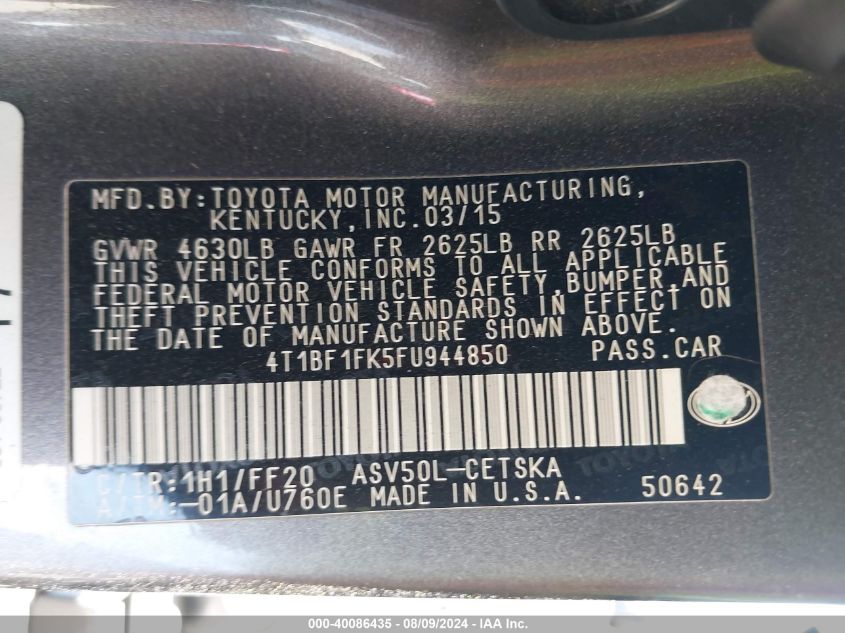 MFD.BY:TOYOTA MOTOR MANUFACTURING,
KENTUCKY,INC.03/15
GVWR 4630LB GAWR FR 2625LB RR 2625LB
THIS VEHICLE CONFORMS TO ALL APPLICABLE
FEDERAL MOTOR VEHICLE SAFETY,BUMPER,AND
THEFT PREVENTION STANDARDS IN EFFECT ON
THE DATE OF MANUFACTURE SHOWN ABOVE.
4T1BF1FK5FU944850 PASS.CAR
C/TR:1H1/FF20 ASV50L-CETSKA
A/TM:-01A/U760E MADE IN U.S.A. 50642
000-40086435 - 08/09/2024 - IAA Inc.